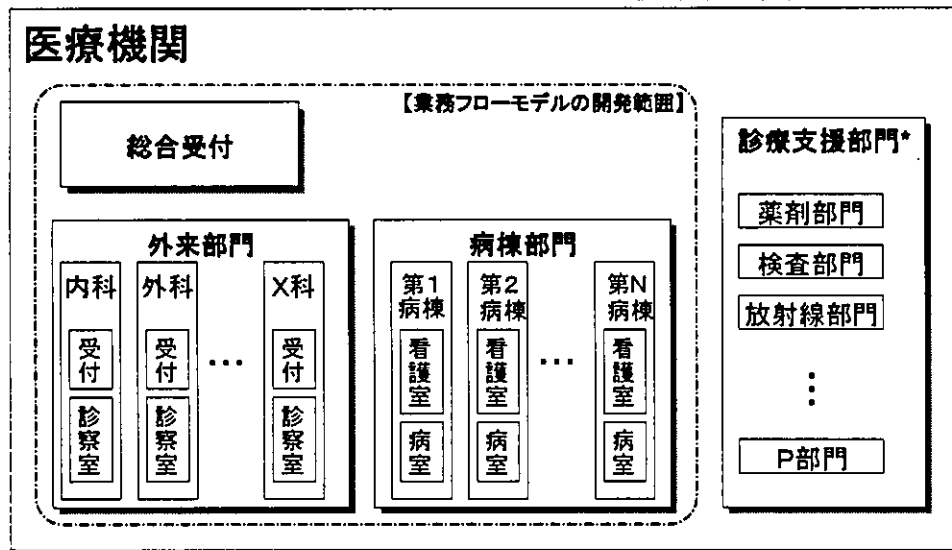 医療機関
【業務フローモデルの開発範囲】
総合受付
診療支援部門*
薬剤部門
検査部門
放射線部門
⋮
P部門
外来部門
内科
受付
診察室
外科
受付
診察室
…
X科
受付
診察室
病棟部門
第1
病棟
看護室
病室
第2
病棟
看護室
病室
…
第N
病棟
看護室
病室